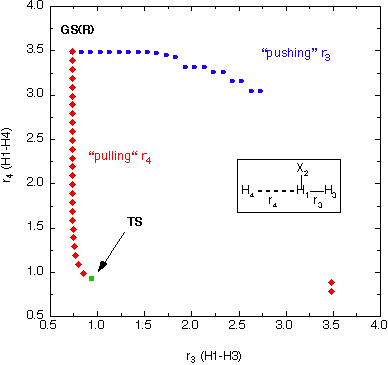 4.0
GS(R)
3.5
"pushing" r3
3.0
r4 (H1-H4)
2.5
"pulling" r4
X2
H4 H1 H3
r4 r3
2.0
TS
1.5
1.0
0.5
0.5 1.0 1.5 2.0 2.5 3.0 3.5 4.0
r3 (H1-H3)